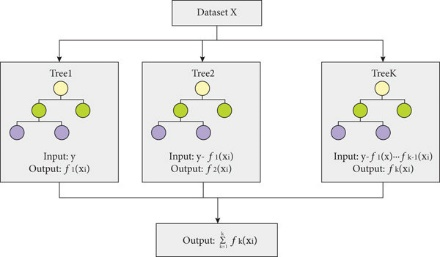 Dataset X
Tree1
Input: y
Output: f 1(xi)
Tree2
Input: y- f 1(xi)
Output: f 2(xi)
TreeK
Input: y-f 1(x)···f k-1(xi)
Output: f k(xi)
Output: k ∑ k=1 f k(xi)